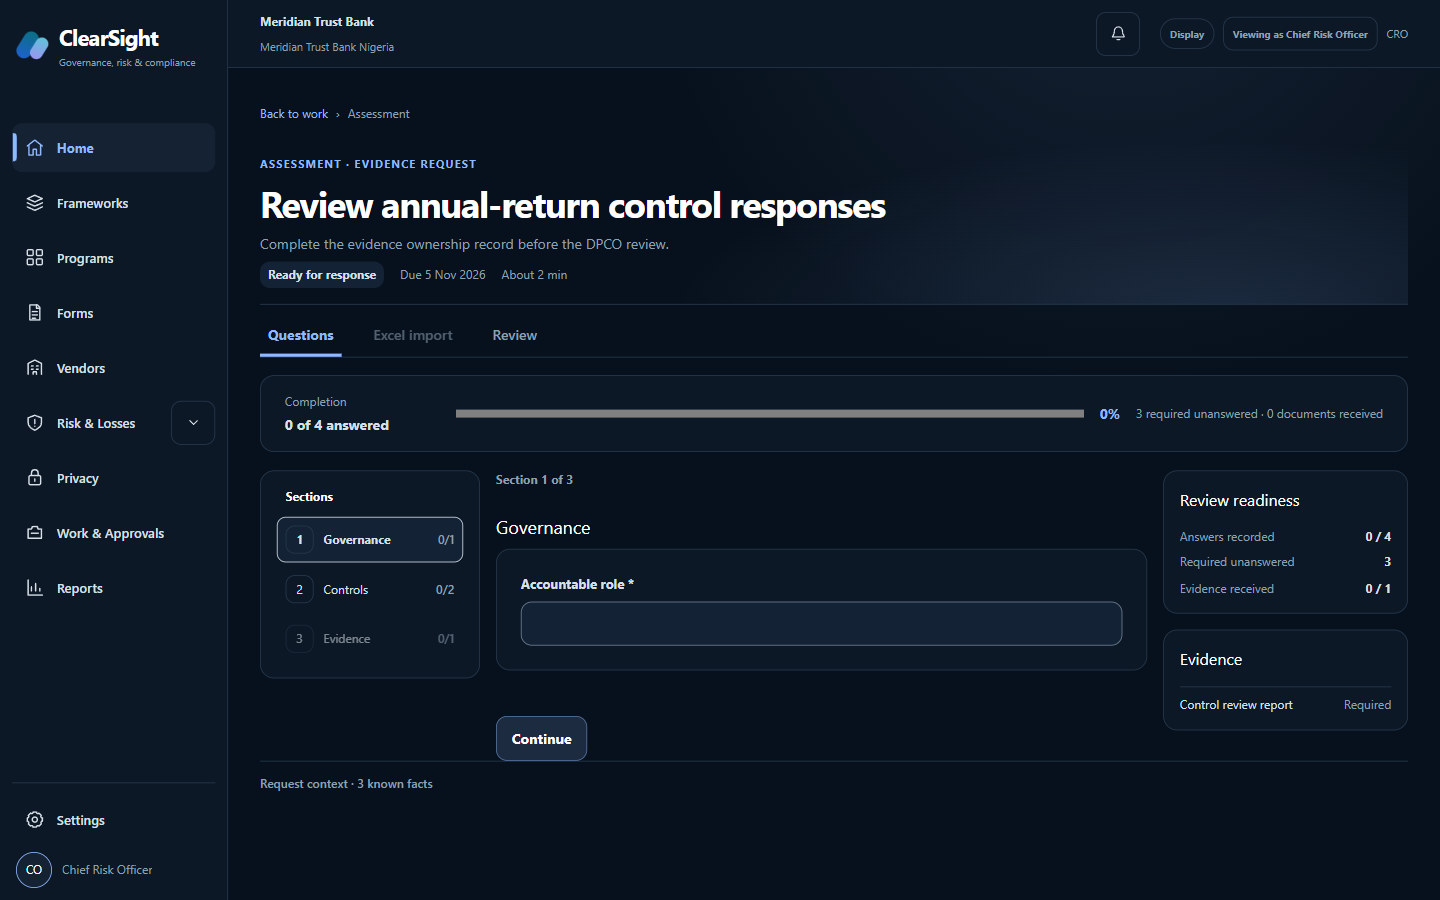 ClearSight
Governance, risk & compliance
Home
Frameworks
Programs
Forms
Vendors
Risk & Losses
Privacy
Work & Approvals
Reports
Settings
CO
Chief Risk Officer
Meridian Trust Bank
Meridian Trust Bank Nigeria
Display
Viewing as Chief Risk Officer
CRO
Back to work › Assessment
ASSESSMENT · EVIDENCE REQUEST
Review annual-return control responses
Complete the evidence ownership record before the DPCO review.
Ready for response
Due 5 Nov 2026
About 2 min
Questions
Excel import
Review
Completion
0 of 4 answered
0%
3 required unanswered · 0 documents received
Sections
1 Governance 0/1
2 Controls 0/2
3 Evidence 0/1
Section 1 of 3
Governance
Accountable role *
Continue
Review readiness
Answers recorded 0 / 4
Required unanswered 3
Evidence received 0 / 1
Evidence
Control review report Required
Request context · 3 known facts